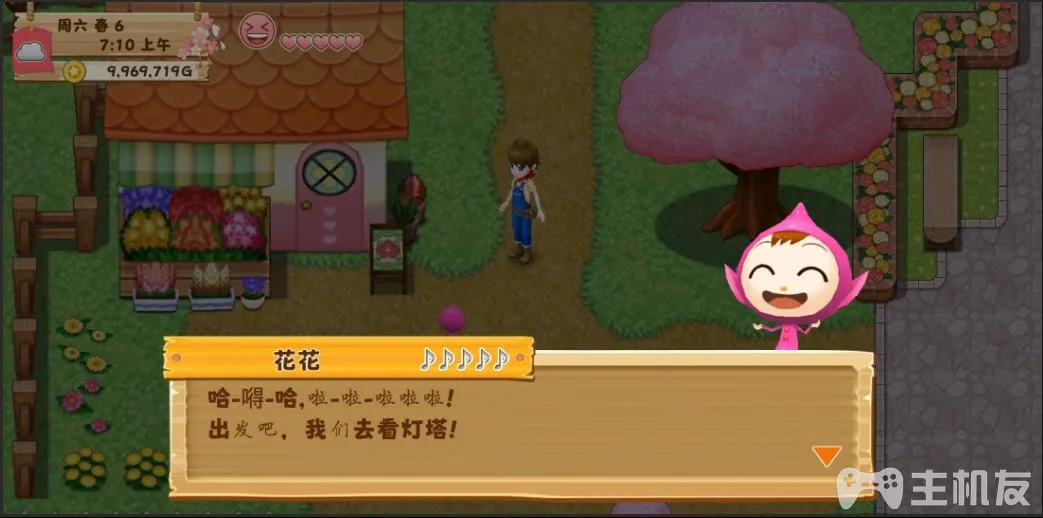 周六 春 6
7:10 上午
9,969,719G
花花
哈-嘚-哈,啦-啦-啦啦啦!
出发吧，我们去看灯塔!
主机友